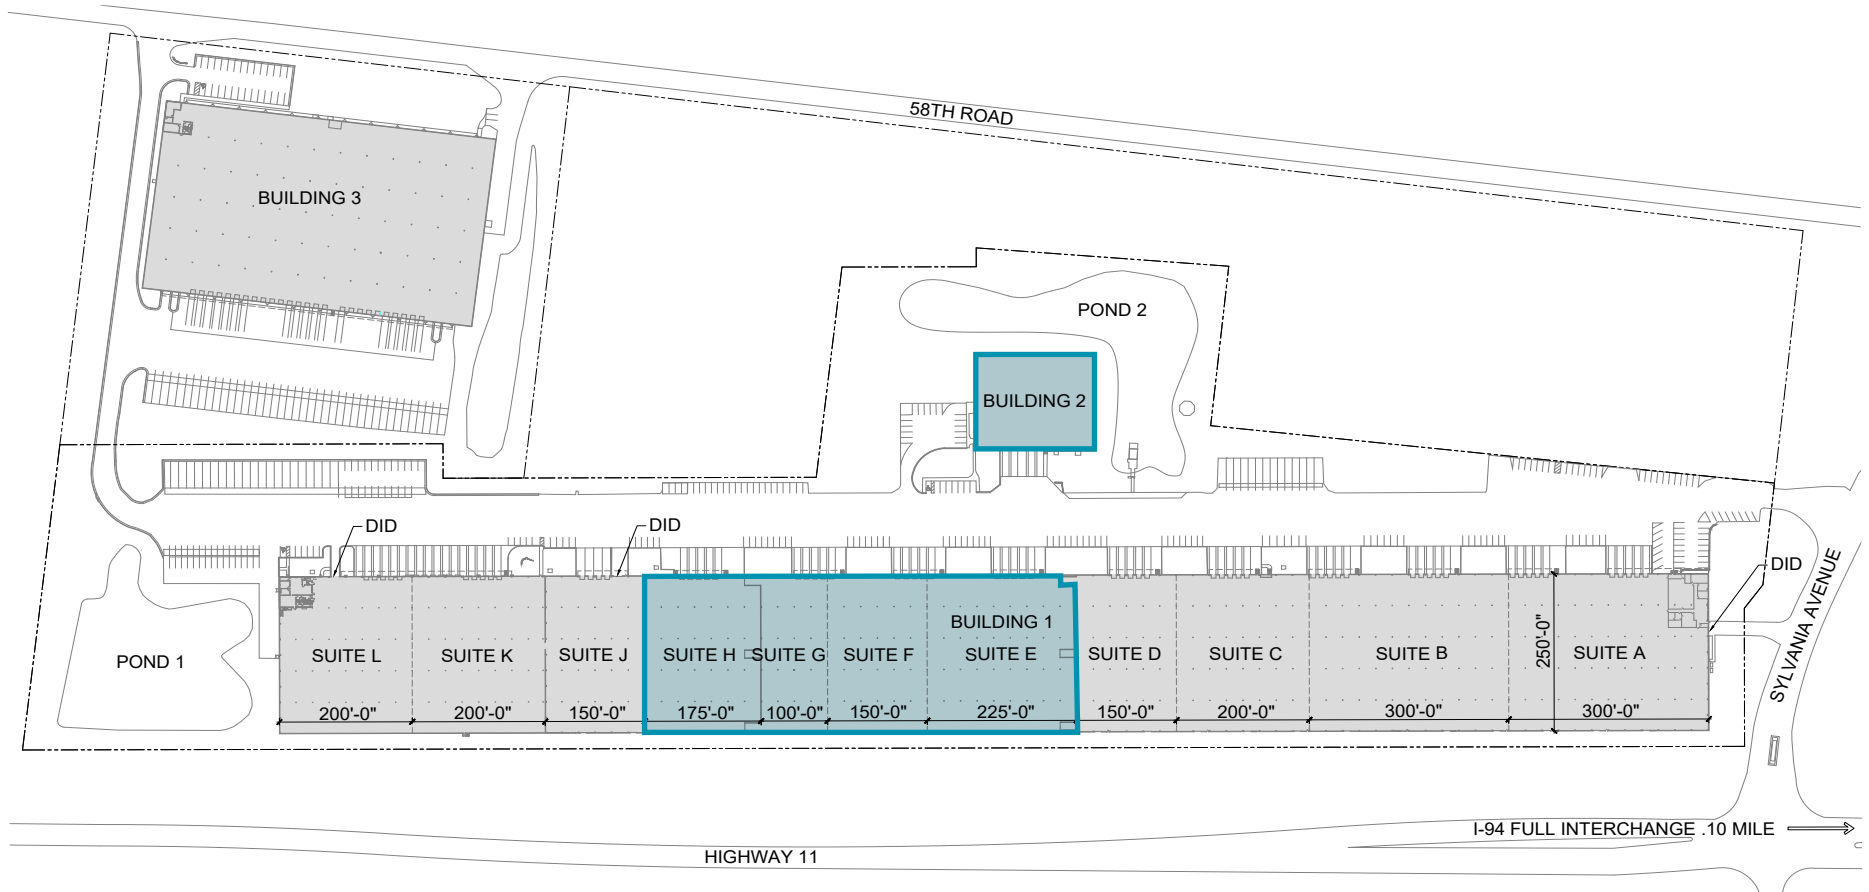 58TH ROAD
BUILDING 3
POND 2
BUILDING 2
DID
DID
DID
BUILDING 1
250'-0"
SYLVANIA AVENUE
POND 1
SUITE L
SUITE K
SUITE J
SUITE H
SUITE G
SUITE F
SUITE E
SUITE D
SUITE C
SUITE B
SUITE A
200'-0"
200'-0"
150'-0"
175'-0"
100'-0"
150'-0"
225'-0"
150'-0"
200'-0"
300'-0"
300'-0"
I-94 FULL INTERCHANGE .10 MILE
HIGHWAY 11